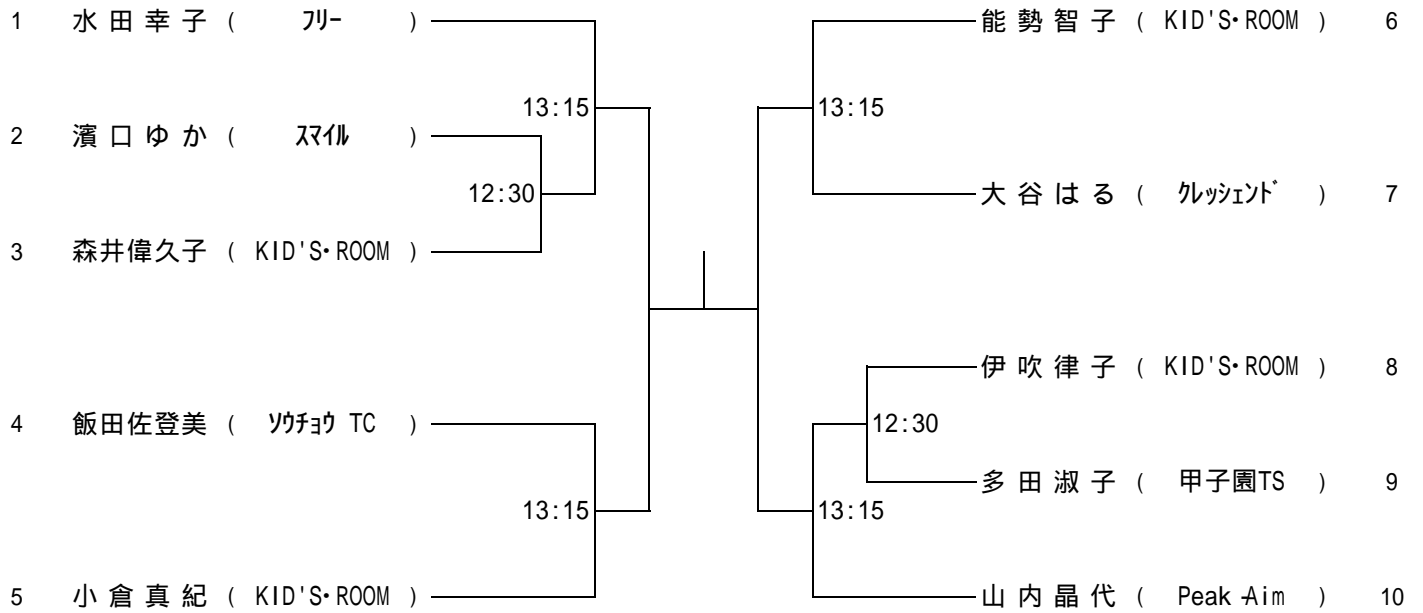 1 水田幸子 ( フリー )
13:15
2 濱口ゆか ( スマイル )
12:30
3 森井偉久子 ( KID'S・ROOM )
4 飯田佐登美 ( ソウチョウ TC )
13:15
5 小倉真紀 ( KID'S・ROOM )
能勢智子 ( KID'S・ROOM ) 6
13:15
大谷はる ( クレッシェンド ) 7
伊吹律子 ( KID'S・ROOM ) 8
12:30
多田淑子 ( 甲子園TS ) 9
13:15
山内晶代 ( Peak-Aim ) 10